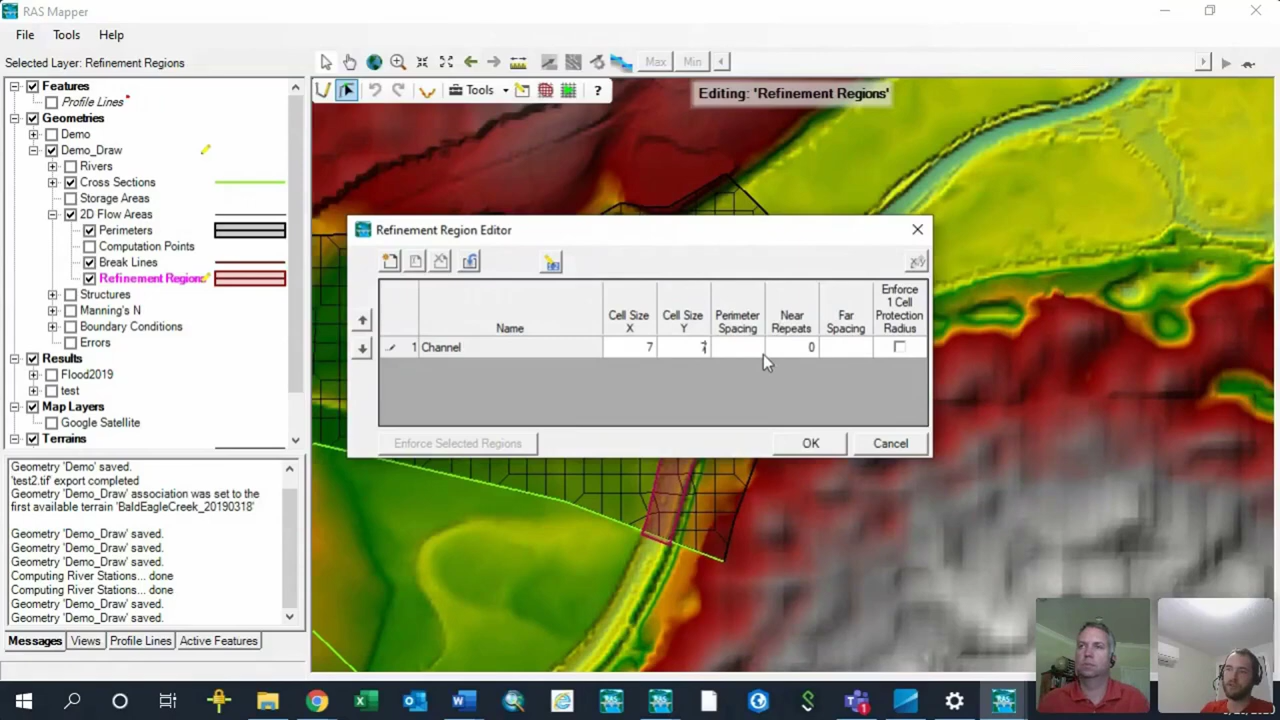 RAS Mapper
File Tools Help
Selected Layer: Refinement Regions
Max Min
Tools ?
Editing: 'Refinement Regions'
Features
Profile Lines
Geometries
Demo
Demo_Draw
Rivers
Cross Sections
Storage Areas
2D Flow Areas
Perimeters
Computation Points
Break Lines
Refinement Regions
Structures
Manning's N
Boundary Conditions
Errors
Results
Flood2019
test
Map Layers
Google Satellite
Terrains
Refinement Region Editor
Name
Cell Size X
Cell Size Y
Perimeter Spacing
Near Repeats
Far Spacing
Enforce 1 Cell Protection Radius
1 Channel 7 7 0
Enforce Selected Regions OK Cancel
Geometry 'Demo' saved.
'test2.tif' export completed
Geometry 'Demo_Draw' association was set to the
first available terrain 'BaldEagleCreek_20190318'
Geometry 'Demo_Draw' saved.
Geometry 'Demo_Draw' saved.
Geometry 'Demo_Draw' saved.
Computing River Stations... done
Computing River Stations... done
Geometry 'Demo_Draw' saved.
Geometry 'Demo_Draw' saved.
Messages Views Profile Lines Active Features